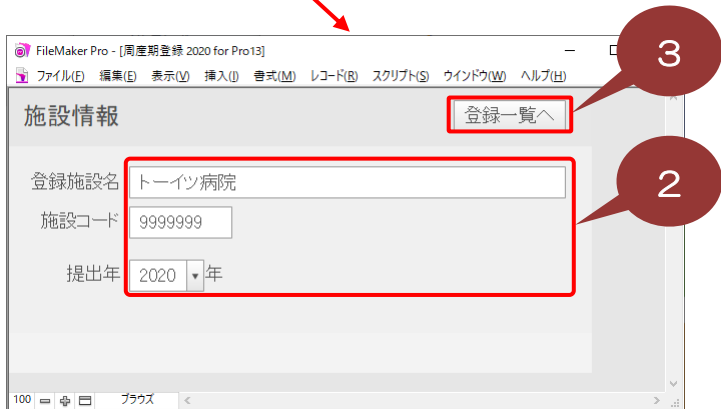 FileMaker Pro - [周産期登録 2020 for Pro13]
ファイル(F) 編集(E) 表示(V) 挿入(I) 書式(M) レコード(R) スクリプト(S) ウインドウ(W) ヘルプ(H)
3
施設情報 登録一覧へ
登録施設名 トーイツ病院
2
施設コード 9999999
提出年 2020 年
100 ブラウズ